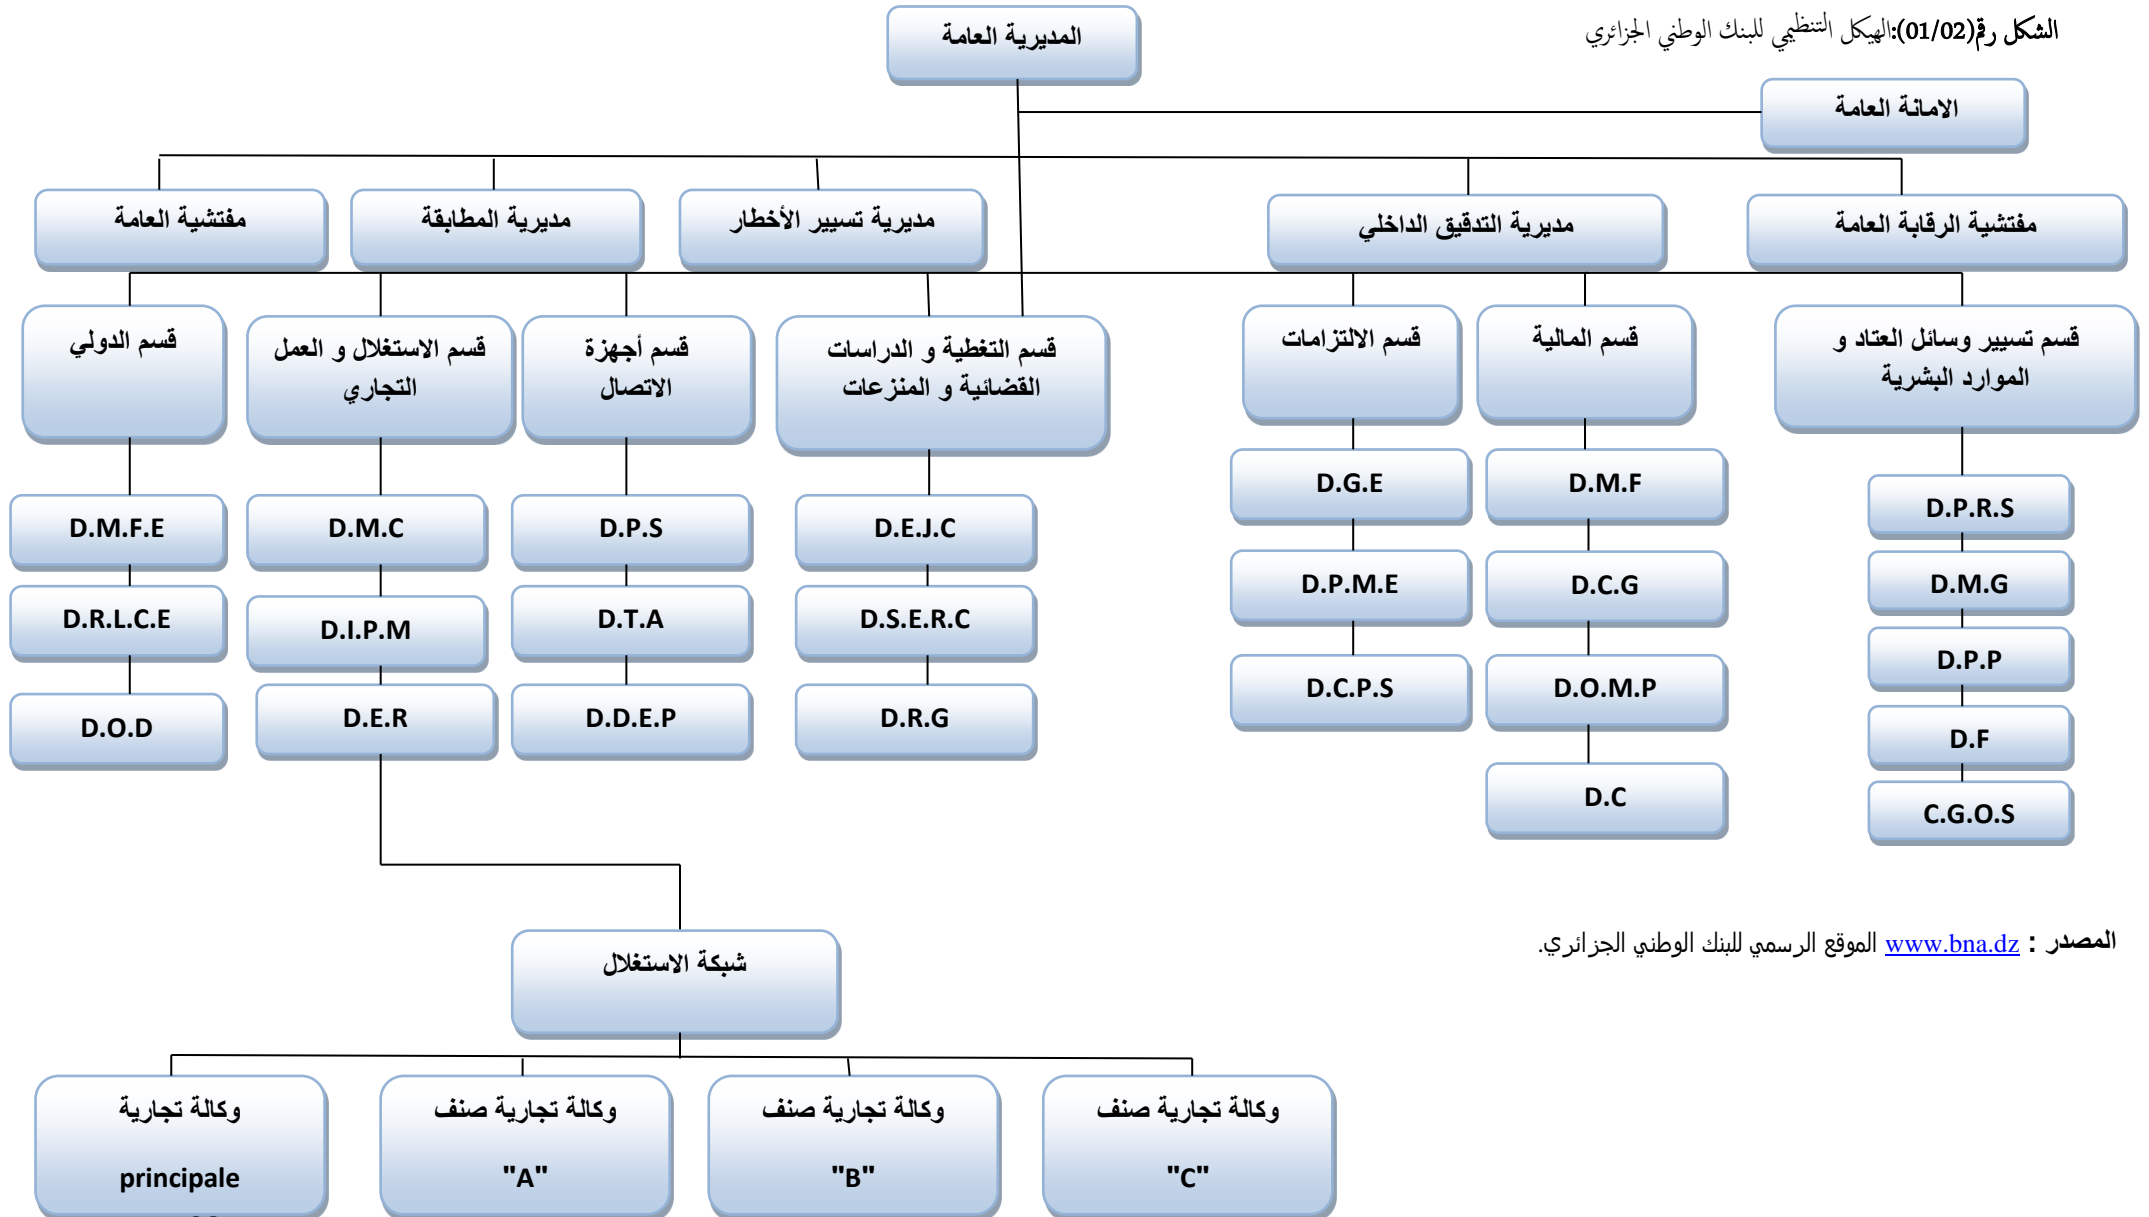 الشكل رقم(01/02):الهيكل التنظيمي للبنك الوطني الجزائري
المديرية العامة
الامانة العامة
مفتشية الرقابة العامة
مديرية التدقيق الداخلي
مديرية تسيير الأخطار
مديرية المطابقة
مفتشية العامة
قسم تسيير وسائل العتاد و
الموارد البشرية
قسم المالية
قسم الالتزامات
قسم التغطية و الدراسات
القضائية و المنزعات
قسم أجهزة
الاتصال
قسم الاستغلال و العمل
التجاري
قسم الدولي
D.P.R.S
D.M.G
D.P.P
D.F
C.G.O.S
D.M.F
D.C.G
D.O.M.P
D.C
D.G.E
D.P.M.E
D.C.P.S
D.E.J.C
D.S.E.R.C
D.R.G
D.P.S
D.T.A
D.D.E.P
D.M.C
D.I.P.M
D.E.R
D.M.F.E
D.R.L.C.E
D.O.D
المصدر : www.bna.dz الموقع الرسمي للبنك الوطني الجزائري.
شبكة الاستغلال
وكالة تجارية صنف
"C"
وكالة تجارية صنف
"B"
وكالة تجارية صنف
"A"
وكالة تجارية
principale